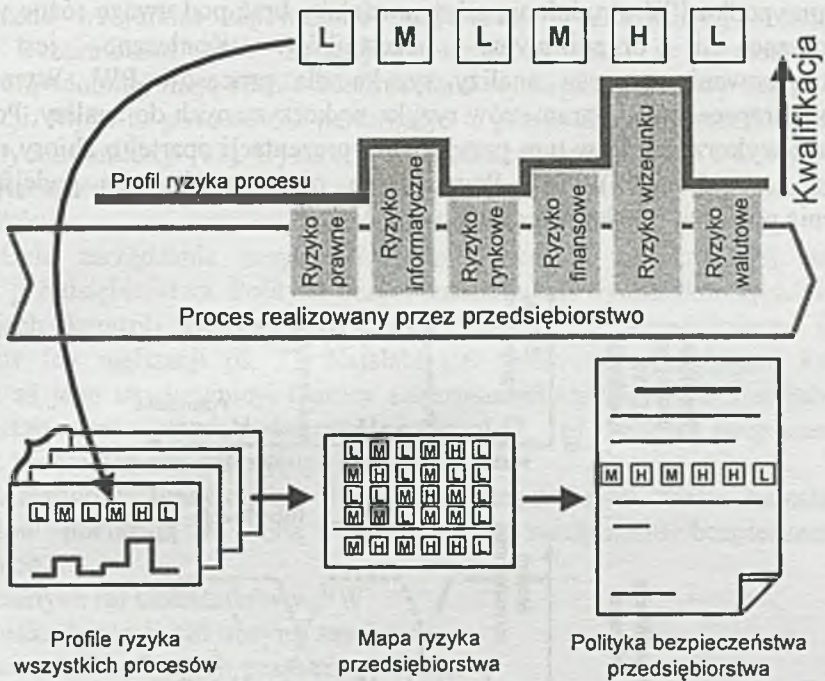 L M L M H L
Kwalifikacja
Profil ryzyka procesu
Ryzyko
prawne
Ryzyko
informatyczne
Ryzyko
rynkowe
Ryzyko
finansowe
Ryzyko wizerunku
Ryzyko
walutowe
Proces realizowany przez przedsiębiorstwo
L M L M H L
L M L M H L
M H M H H L
Profile ryzyka
wszystkich procesów
Mapa ryzyka
przedsiębiorstwa
Polityka bezpieczeństwa
przedsiębiorstwa